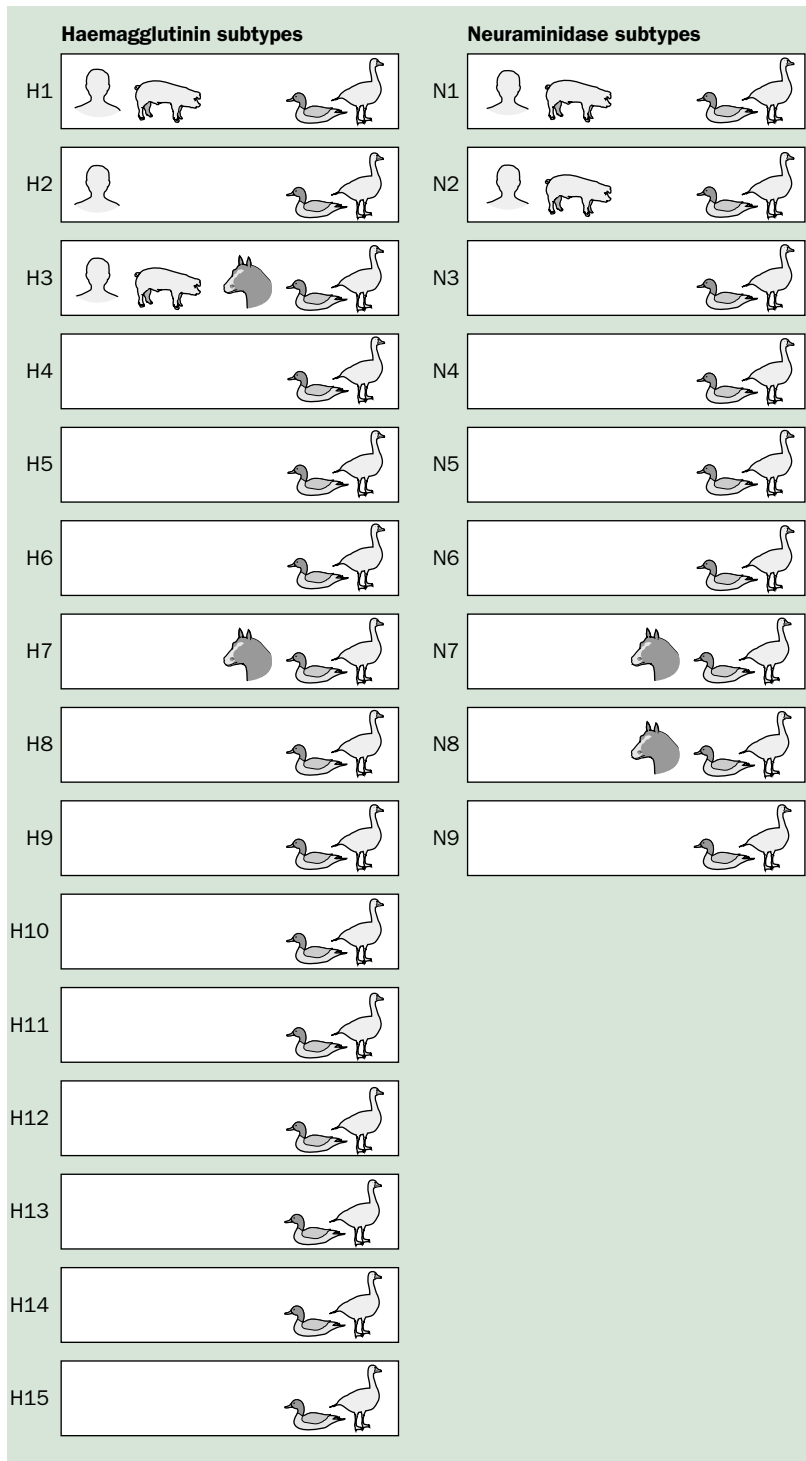 Haemagglutinin subtypes
H1
H2
H3
H4
H5
H6
H7
H8
H9
H10
H11
H12
H13
H14
H15
Neuraminidase subtypes
N1
N2
N3
N4
N5
N6
N7
N8
N9